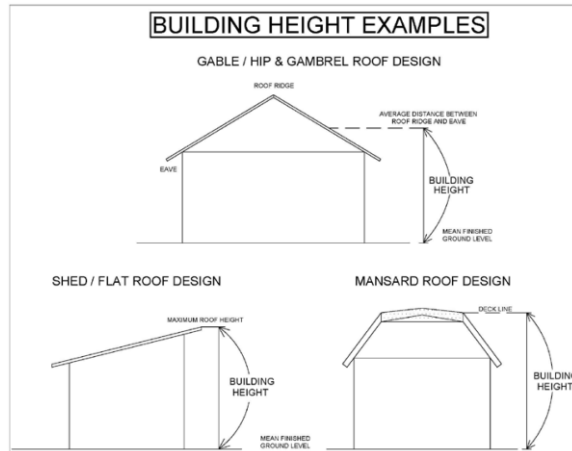 BUILDING HEIGHT EXAMPLES
GABLE / HIP & GAMBREL ROOF DESIGN
ROOF RIDGE
AVERAGE DISTANCE BETWEEN
ROOF RIDGE AND EAVE
EAVE
BUILDING
HEIGHT
MEAN FINISHED
GROUND LEVEL
SHED / FLAT ROOF DESIGN
MAXIMUM ROOF HEIGHT
BUILDING
HEIGHT
MEAN FINISHED
GROUND LEVEL
MANSARD ROOF DESIGN
DECK LINE
BUILDING
HEIGHT